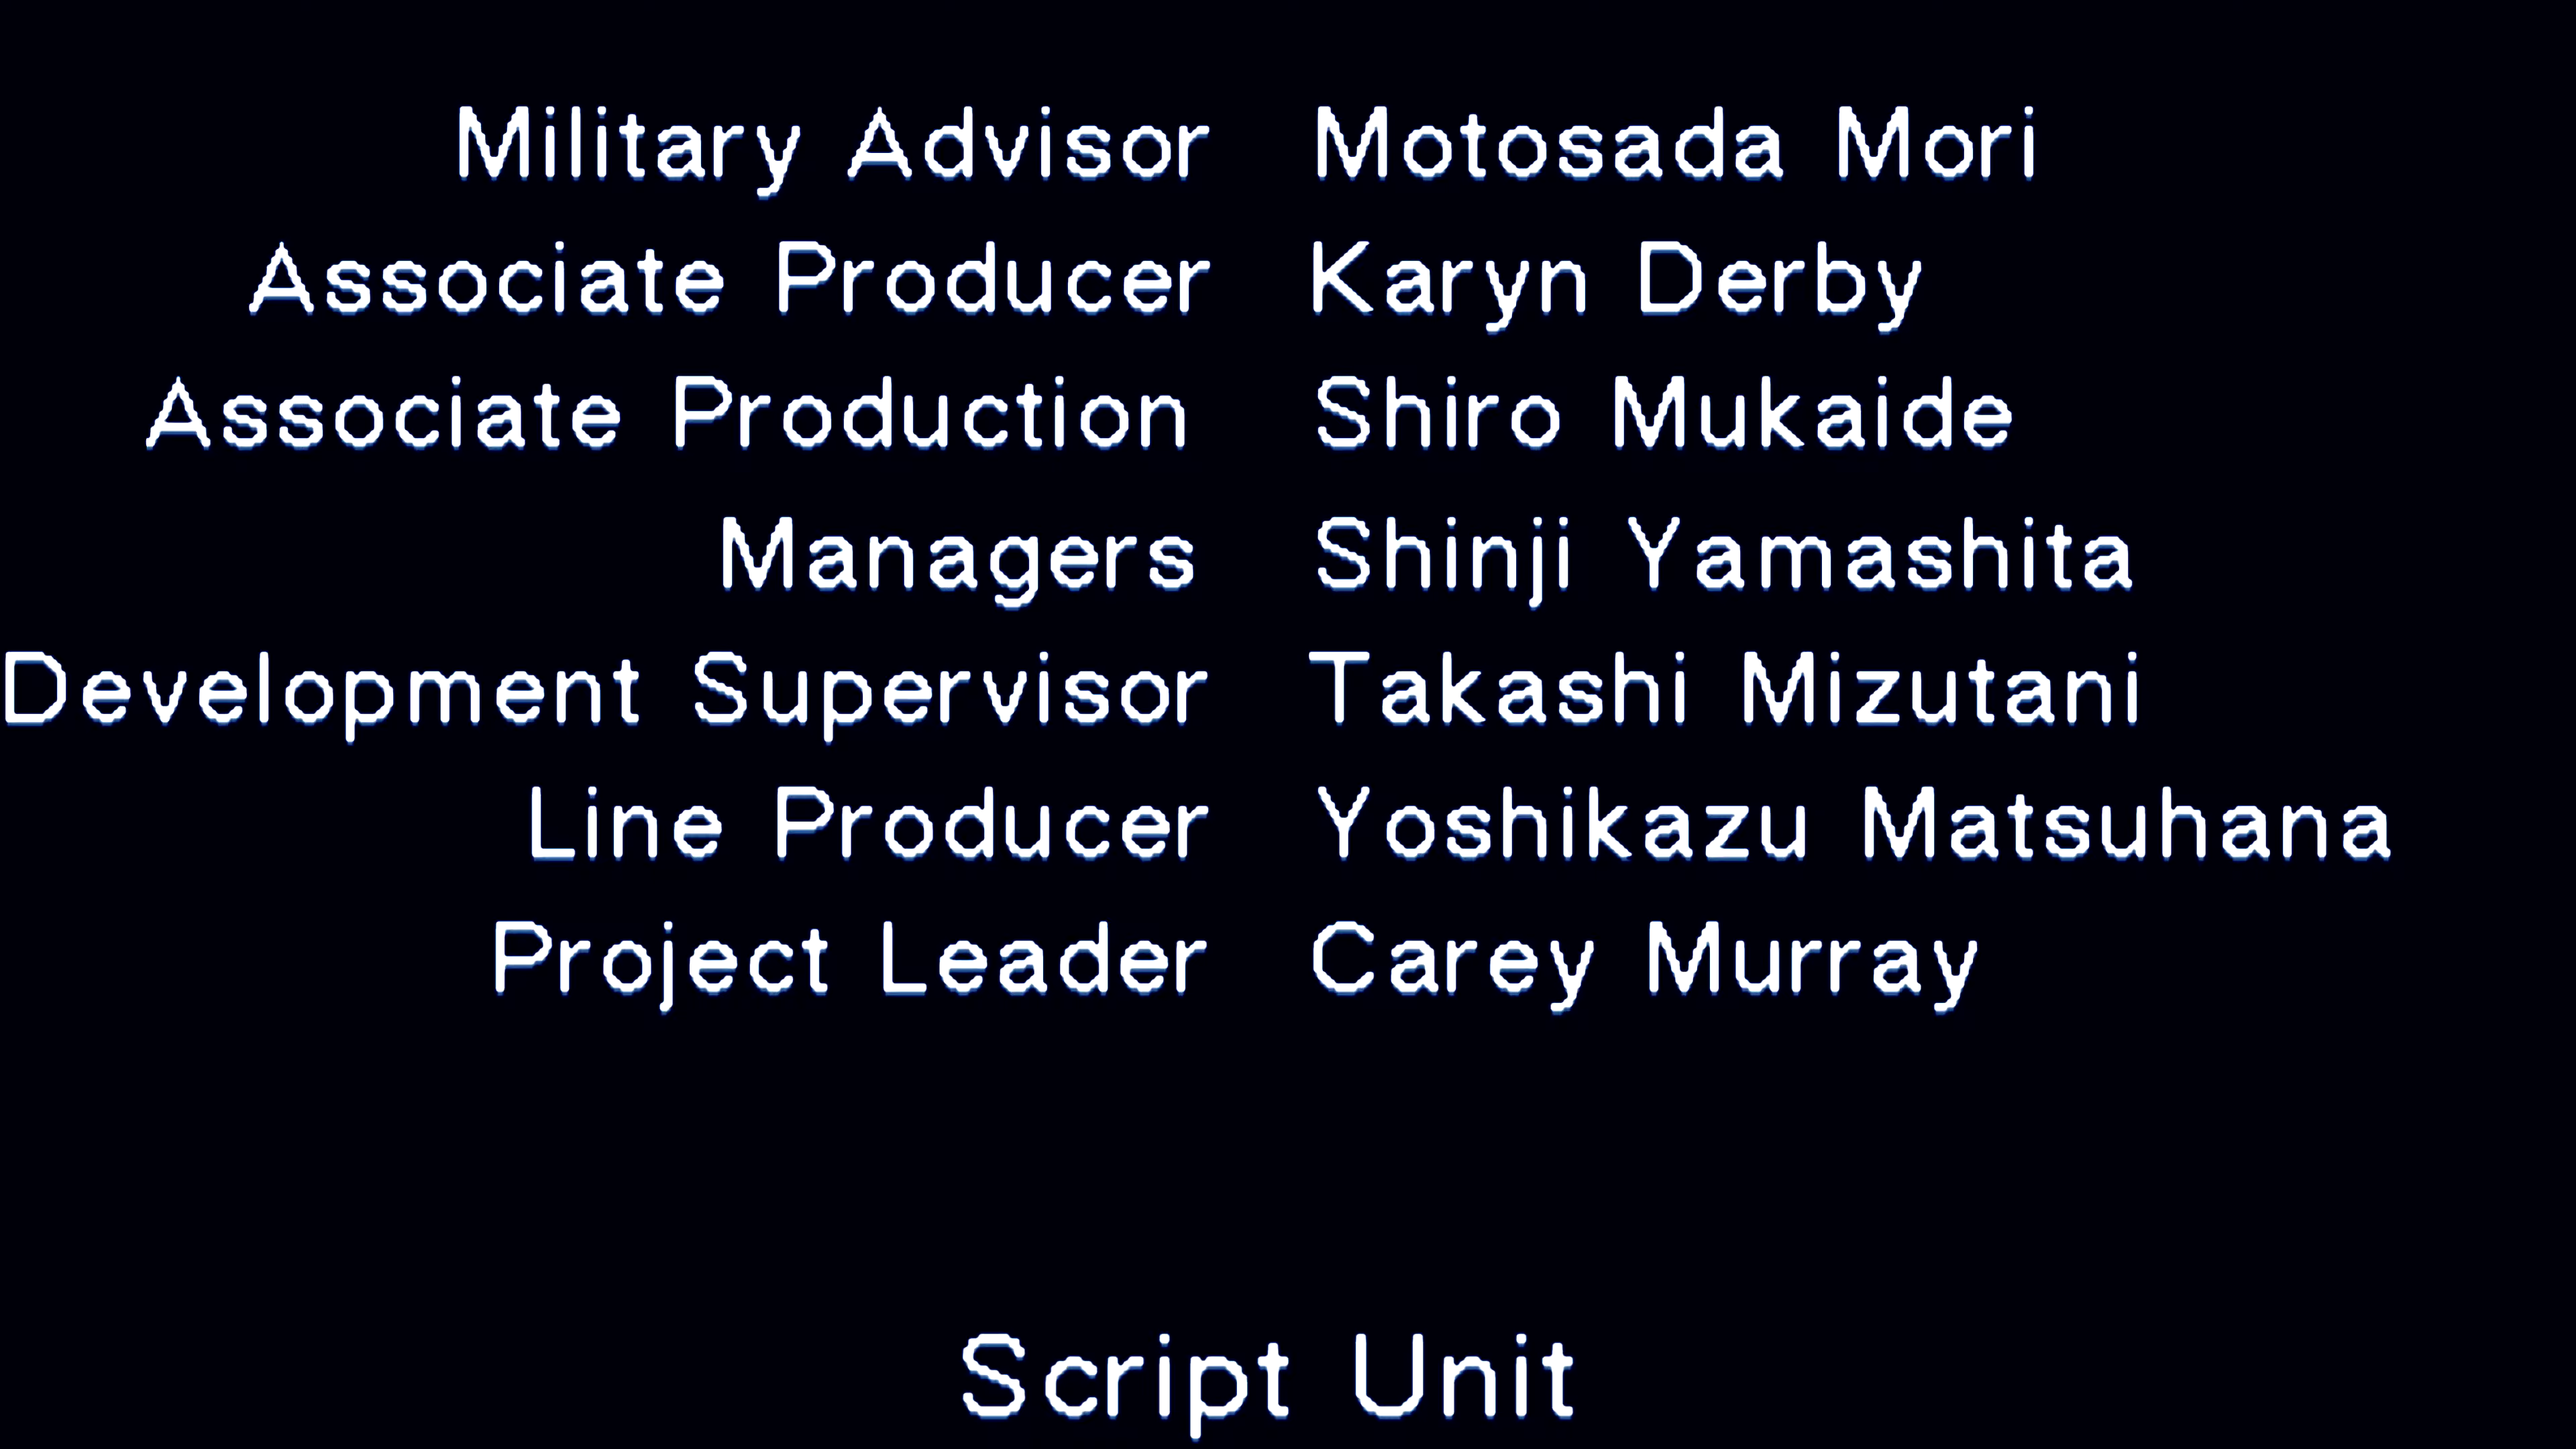 Military Advisor Motosada Mori
Associate Producer Karyn Derby
Associate Production Shiro Mukaide
Managers Shinji Yamashita
Development Supervisor Takashi Mizutani
Line Producer Yoshikazu Matsuhana
Project Leader Carey Murray
Script Unit